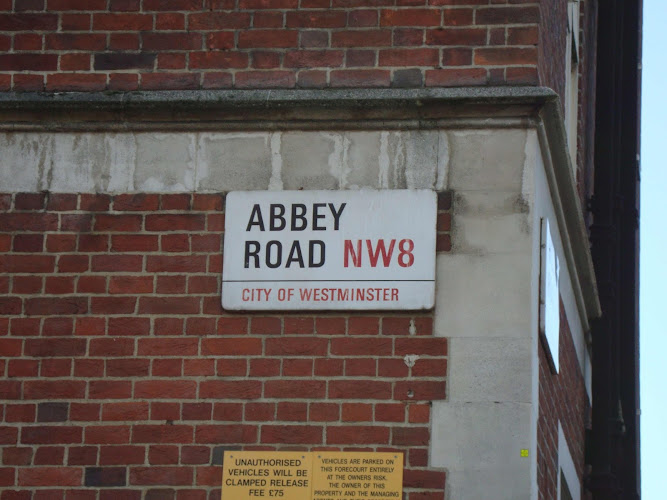 ABBEY
ROAD NW8
CITY OF WESTMINSTER
UNAUTHORISED
VEHICLES WILL BE
CLAMPED RELEASE
FEE £75
VEHICLES ARE PARKED ON
THIS FORECOURT ENTIRELY
AT THE OWNERS RISK.
THE OWNER OF THIS
PROPERTY AND THE MANAGING